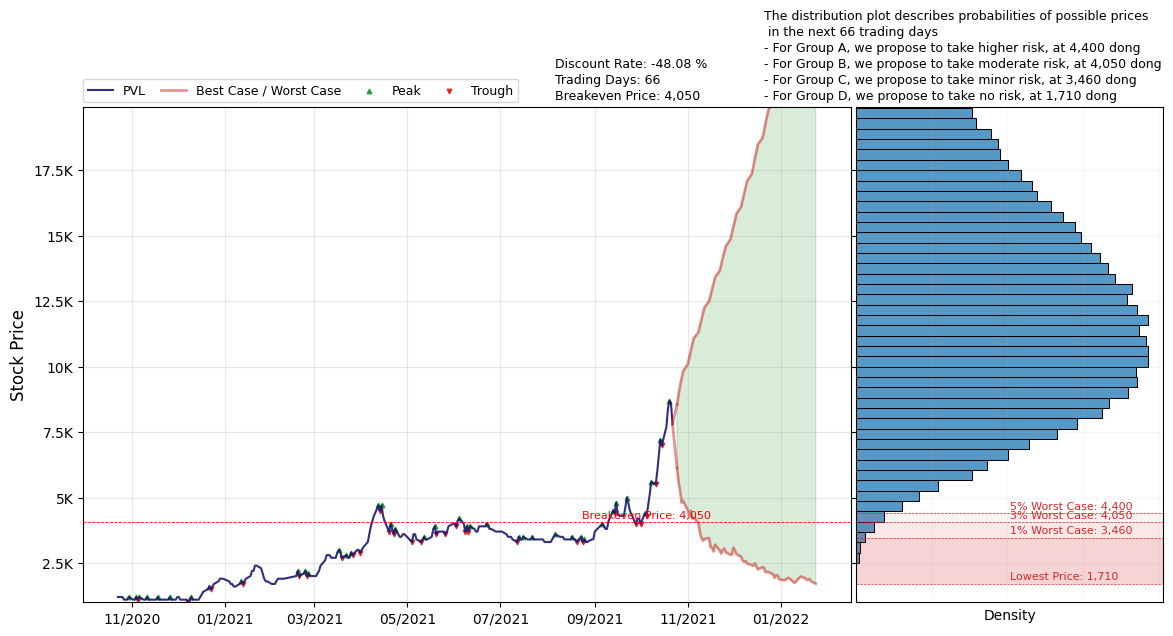 The distribution plot describes probabilities of possible prices
in the next 66 trading days
- For Group A, we propose to take higher risk, at 4,400 dong
- For Group B, we propose to take moderate risk, at 4,050 dong
- For Group C, we propose to take minor risk, at 3,460 dong
- For Group D, we propose to take no risk, at 1,710 dong
Discount Rate: -48.08 %
Trading Days: 66
Breakeven Price: 4,050
PVL
Best Case / Worst Case
Peak
Trough
Stock Price
17.5K
15K
12.5K
10K
7.5K
5K
2.5K
Breakeven Price: 4,050
5% Worst Case: 4,400
3% Worst Case: 4,050
1% Worst Case: 3,460
Lowest Price: 1,710
11/2020
01/2021
03/2021
05/2021
07/2021
09/2021
11/2021
01/2022
Density